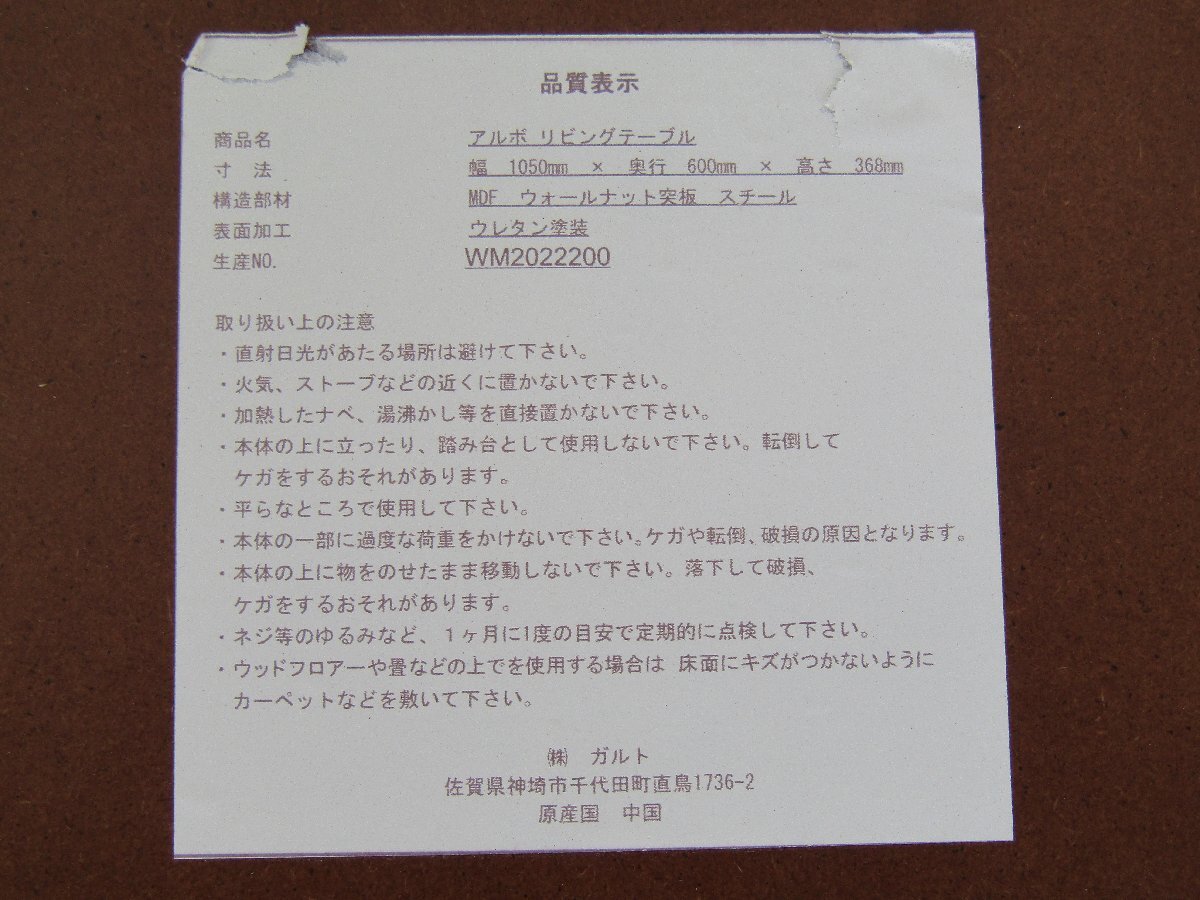 品質表示
商品名 アルボ リビングテーブル
寸 法 幅 1050mm × 奥行 600mm × 高さ 368mm
構造部材 MDF ウォールナット突板 スチール
表面加工 ウレタン塗装
生産NO. WM2022200
取り扱い上の注意
・直射日光があたる場所は避けて下さい。
・火気、ストーブなどの近くに置かないで下さい。
・加熱したナベ、湯沸かし等を直接置かないで下さい。
・本体の上に立ったり、踏み台として使用しないで下さい。転倒して
ケガをするおそれがあります。
・平らなところで使用して下さい。
・本体の一部に過度な荷重をかけないで下さい。ケガや転倒、破損の原因となります。
・本体の上に物をのせたまま移動しないで下さい。落下して破損、
ケガをするおそれがあります。
・ネジ等のゆるみなど、1ヶ月に1度の目安で定期的に点検して下さい。
・ウッドフロアーや畳などの上でを使用する場合は 床面にキズがつかないように
カーペットなどを敷いて下さい。
㈱ ガルト
佐賀県神埼市千代田町直鳥1736-2
原産国 中国